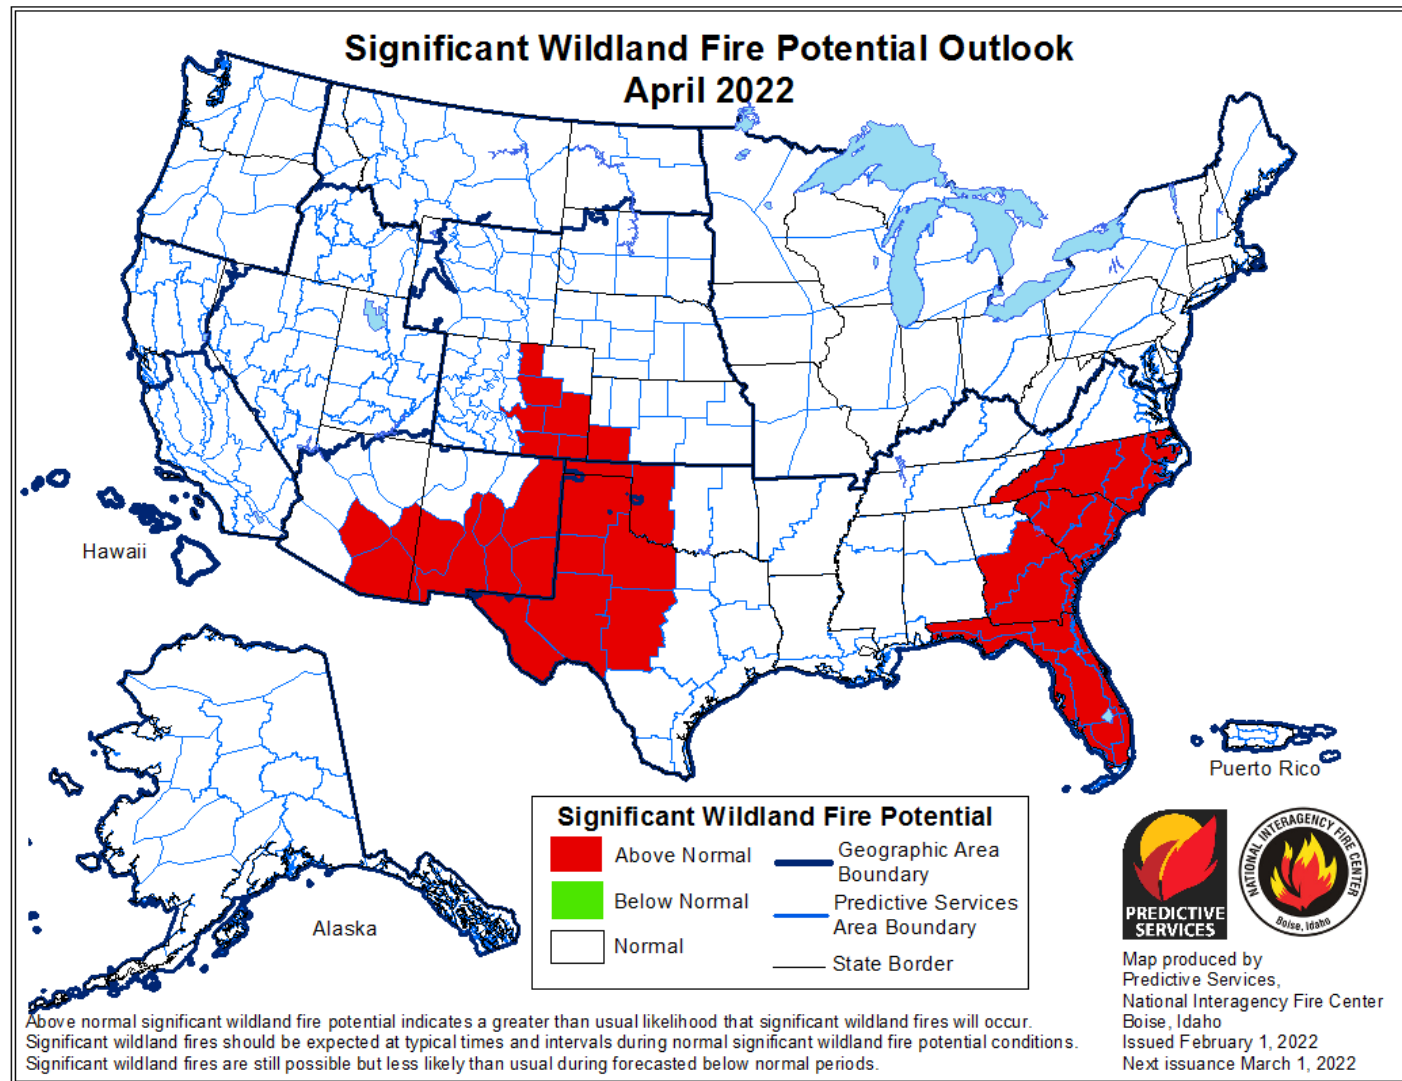 Significant Wildland Fire Potential Outlook
April 2022
Hawaii
Alaska
Puerto Rico
Significant Wildland Fire Potential
Above Normal
Below Normal
Normal
Geographic Area
Boundary
Predictive Services
Area Boundary
State Border
PREDICTIVE
SERVICES
NATIONAL INTERAGENCY FIRE CENTER
Boise, Idaho
Map produced by
Predictive Services,
National Interagency Fire Center
Boise, Idaho
Issued February 1, 2022
Next issuance March 1, 2022
Above normal significant wildland fire potential indicates a greater than usual likelihood that significant wildland fires will occur.
Significant wildland fires should be expected at typical times and intervals during normal significant wildland fire potential conditions.
Significant wildland fires are still possible but less likely than usual during forecasted below normal periods.